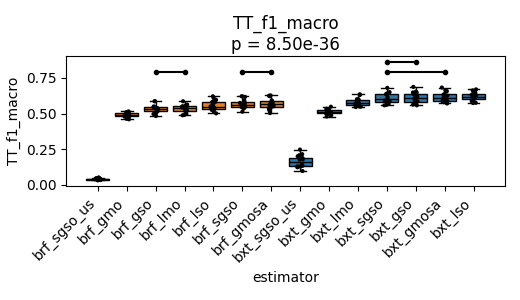 TT_f1_macro
p = 8.50e-36
TT_f1_macro
0.75
0.50
0.25
0.00
brf_sgso_us
brf_gmo
brf_gso
brf_lmo
brf_lso
brf_sgso
brf_gmosa
bxt_sgso_us
bxt_gmo
bxt_lmo
bxt_sgso
bxt_gso
bxt_gmosa
bxt_lso
estimator